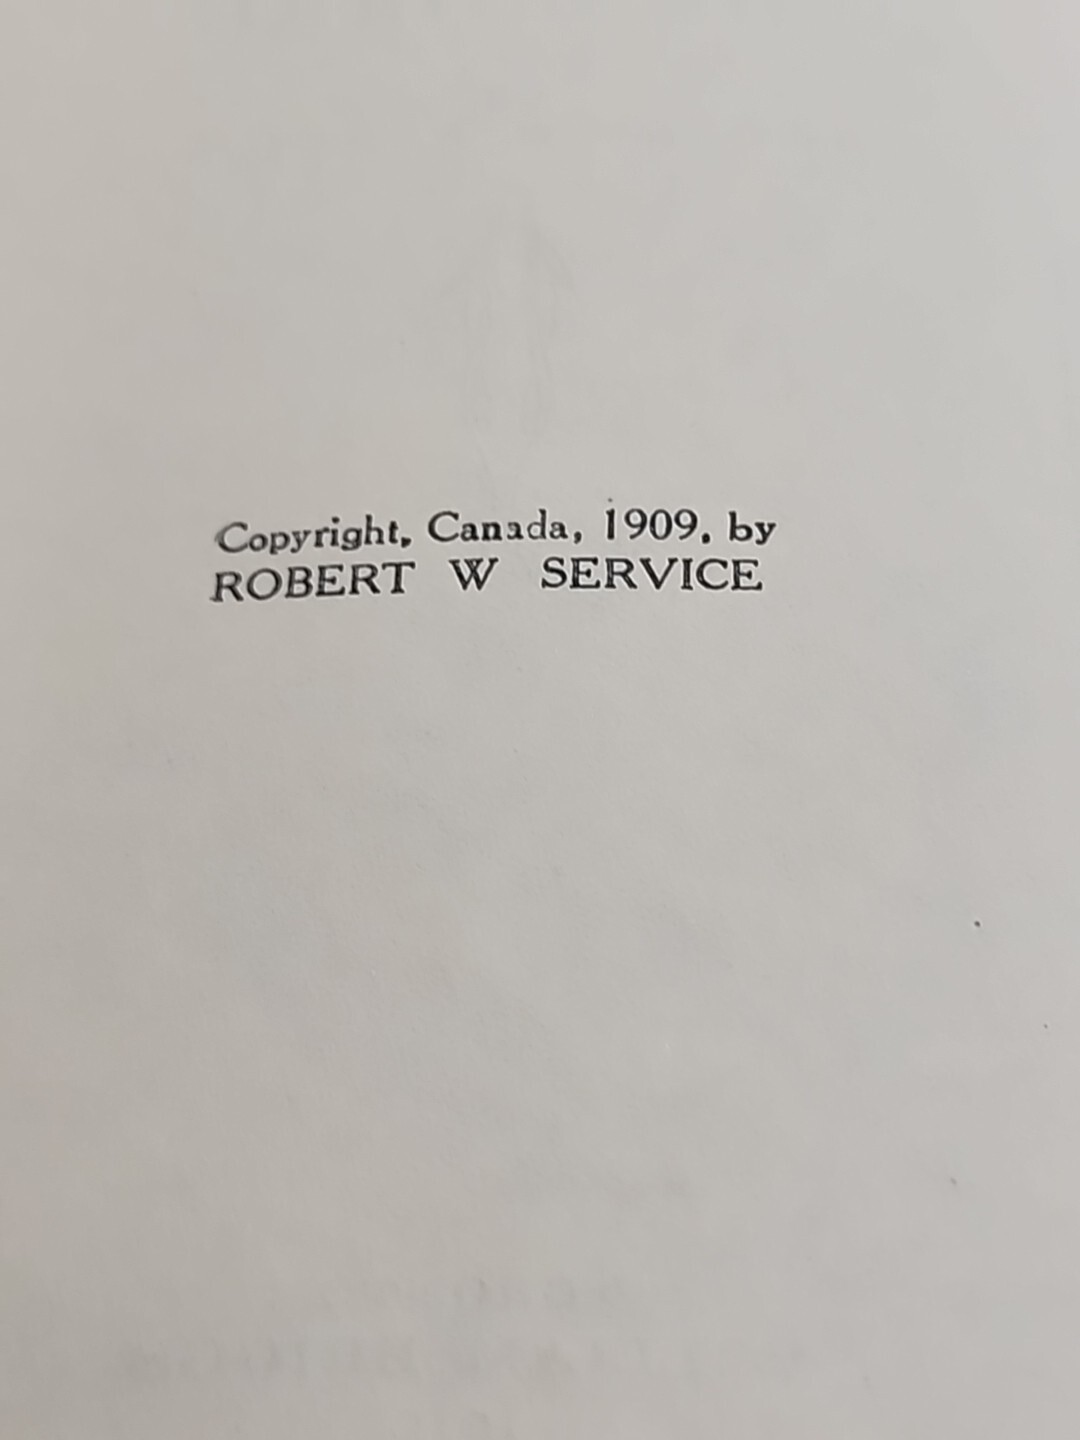 Copyright, Canada, 1909, by
ROBERT W SERVICE